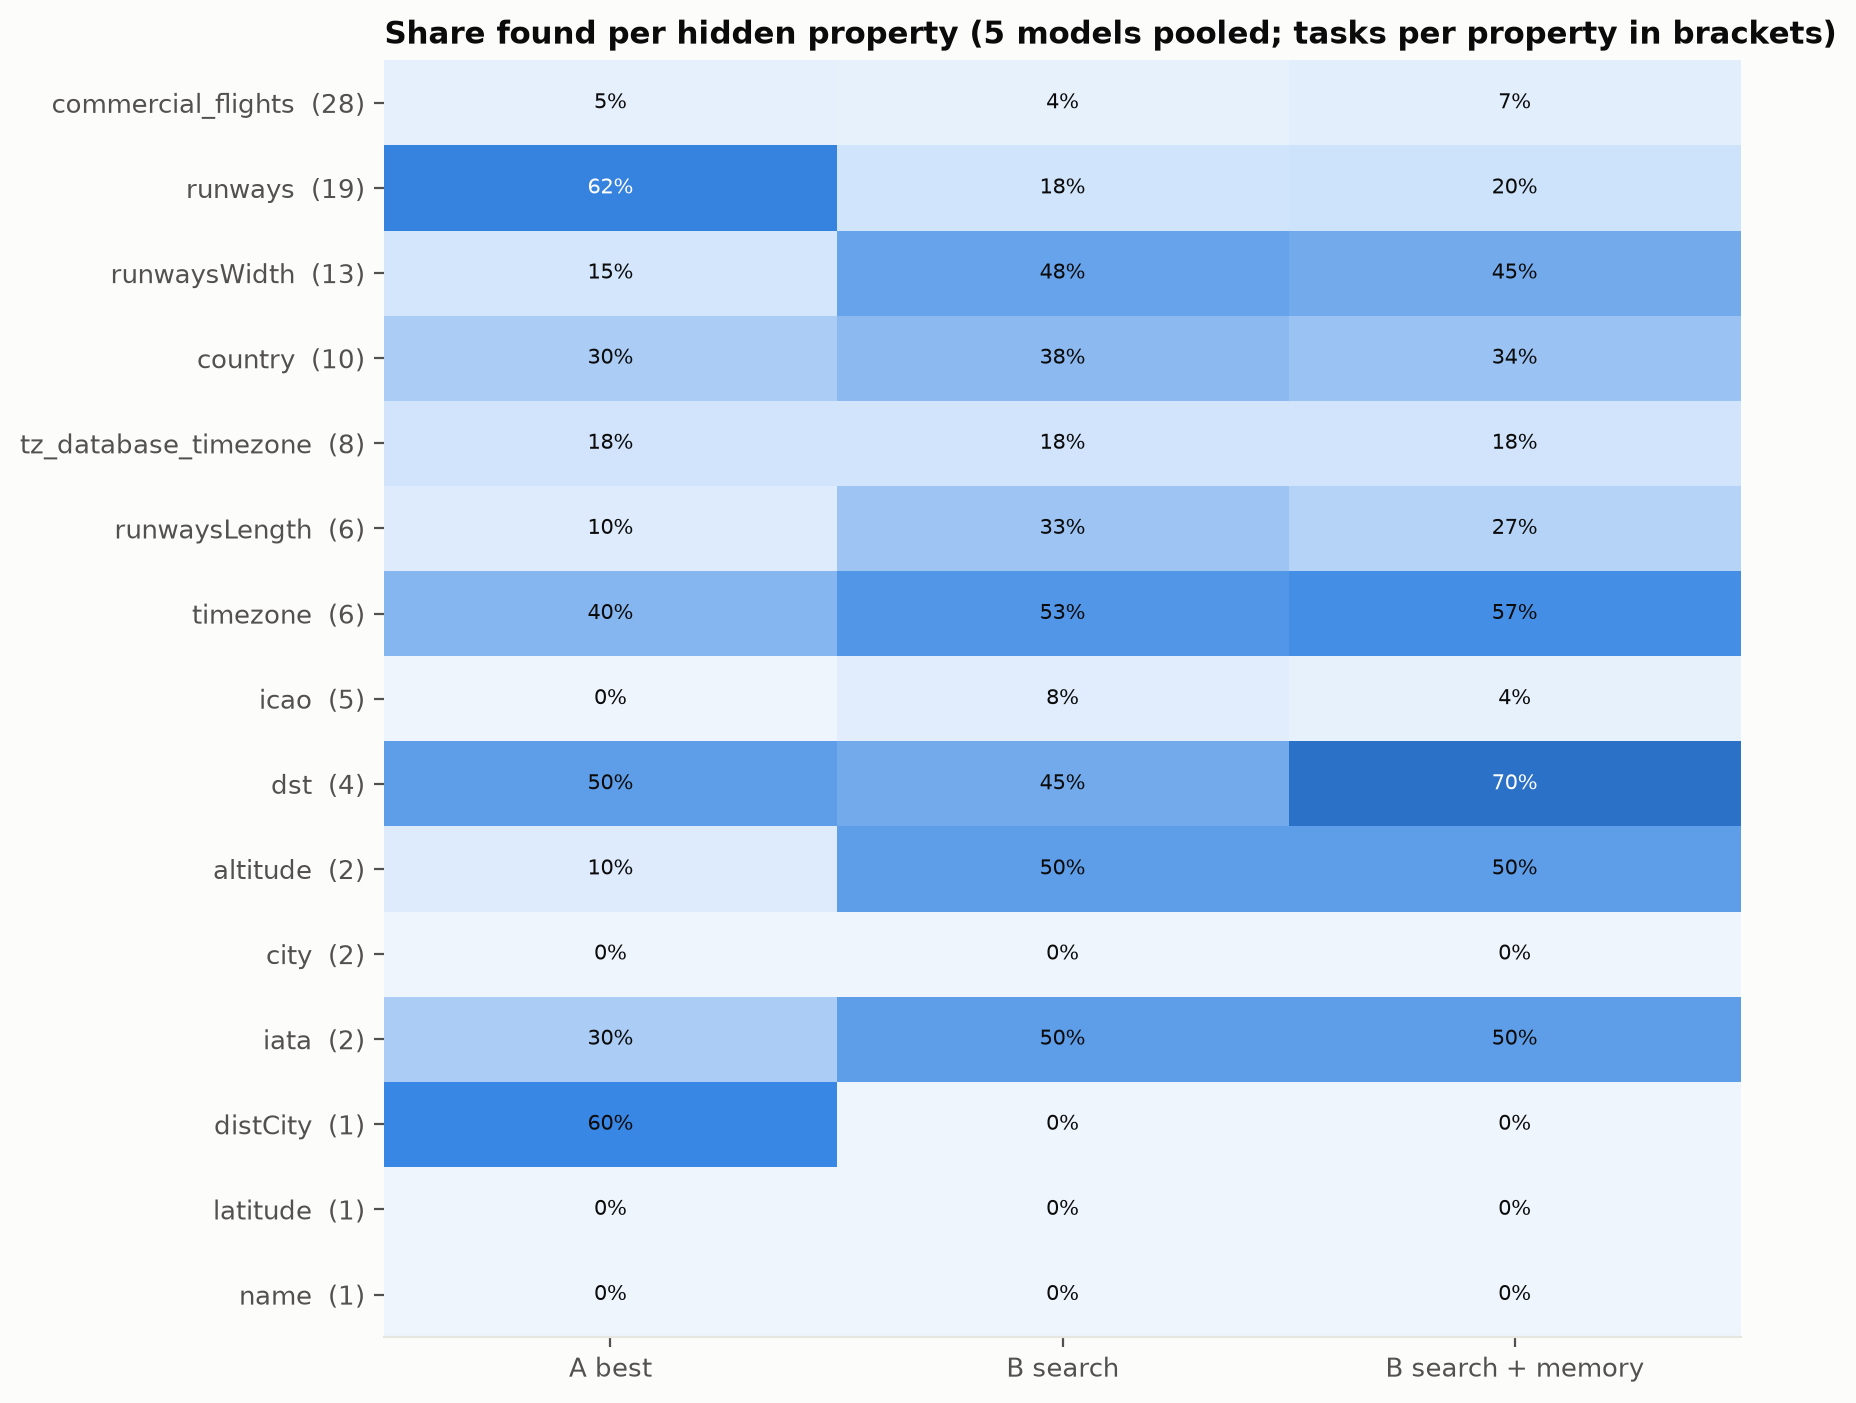 Share found per hidden property (5 models pooled; tasks per property in brackets)
commercial_flights (28) 5% 4% 7%
runways (19) 62% 18% 20%
runwaysWidth (13) 15% 48% 45%
country (10) 30% 38% 34%
tz_database_timezone (8) 18% 18% 18%
runwaysLength (6) 10% 33% 27%
timezone (6) 40% 53% 57%
icao (5) 0% 8% 4%
dst (4) 50% 45% 70%
altitude (2) 10% 50% 50%
city (2) 0% 0% 0%
iata (2) 30% 50% 50%
distCity (1) 60% 0% 0%
latitude (1) 0% 0% 0%
name (1) 0% 0% 0%
A best B search B search + memory